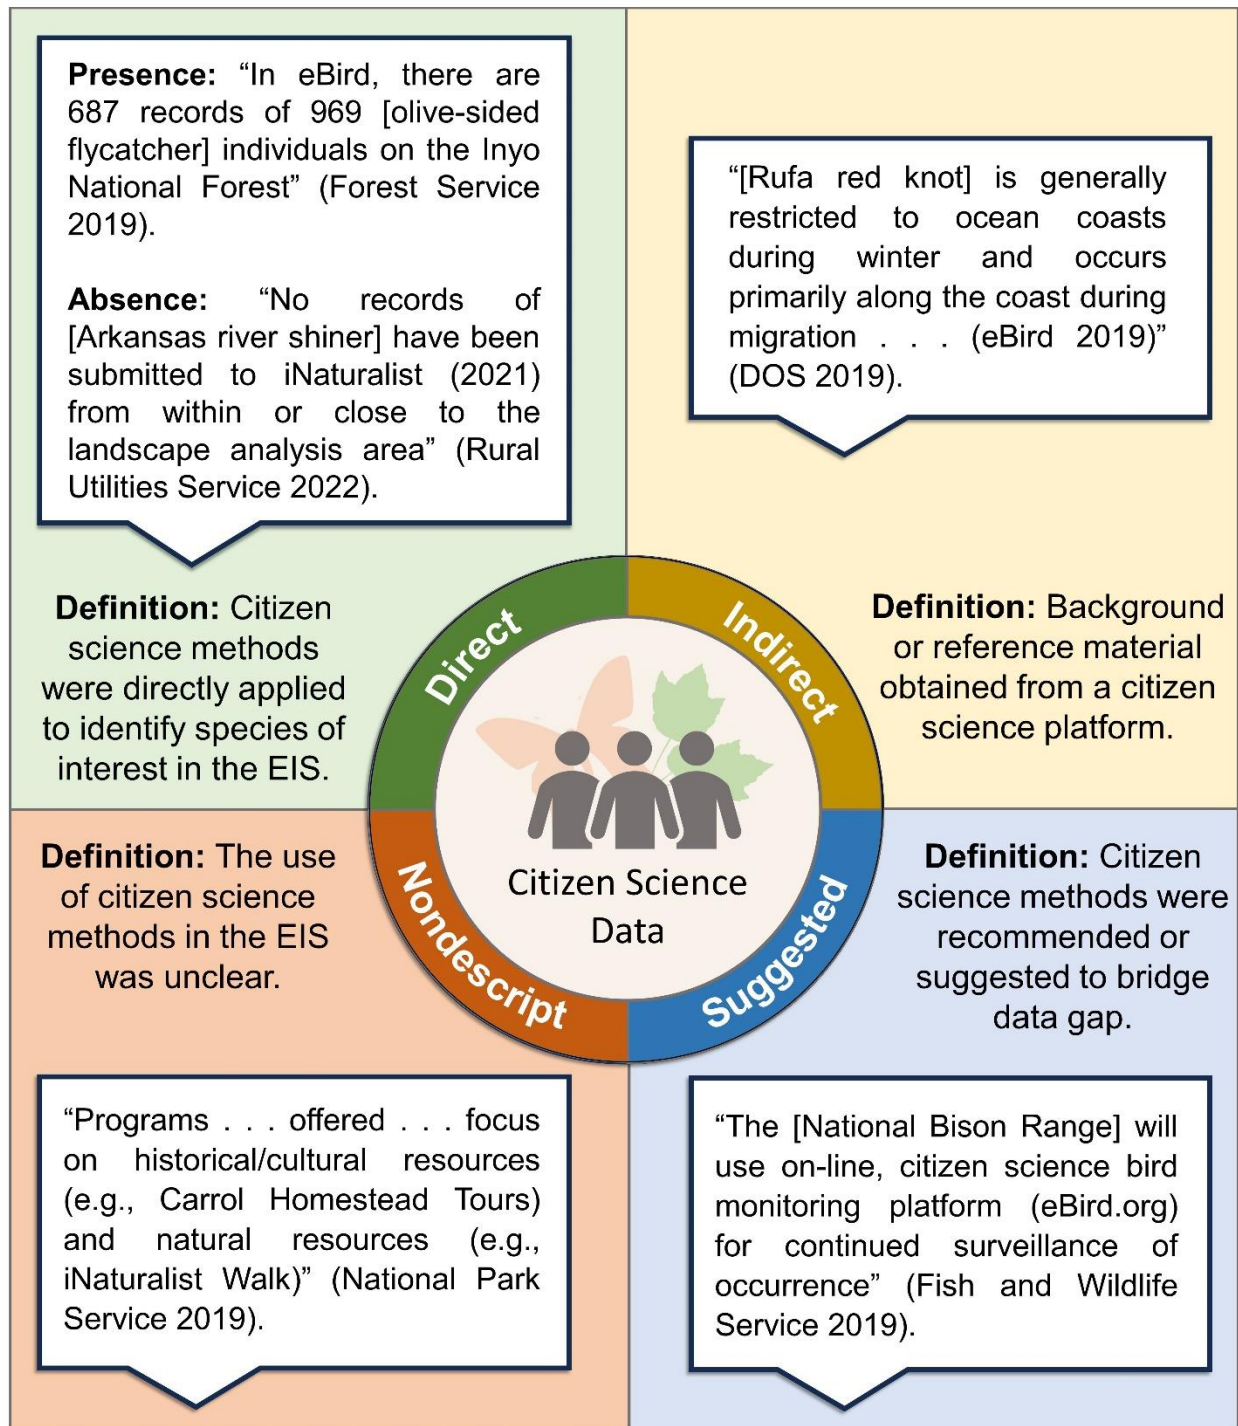 Presence: “In eBird, there are
687 records of 969 [olive-sided
flycatcher] individuals on the Inyo
National Forest” (Forest Service
2019).
Absence: “No records of
[Arkansas river shiner] have been
submitted to iNaturalist (2021)
from within or close to the
landscape analysis area” (Rural
Utilities Service 2022).
“[Rufa red knot] is generally
restricted to ocean coasts
during winter and occurs
primarily along the coast during
migration . . . (eBird 2019)”
(DOS 2019).
Definition: Citizen
science methods
were directly applied
to identify species of
interest in the EIS.
Direct
Indirect
Definition: Background
or reference material
obtained from a citizen
science platform.
Citizen Science
Data
Definition: The use
of citizen science
methods in the EIS
was unclear.
Nondescript
Suggested
Definition: Citizen
science methods were
recommended or
suggested to bridge
data gap.
“Programs . . . offered . . . focus
on historical/cultural resources
(e.g., Carrol Homestead Tours)
and natural resources (e.g.,
iNaturalist Walk)” (National Park
Service 2019).
“The [National Bison Range] will
use on-line, citizen science bird
monitoring platform (eBird.org)
for continued surveillance of
occurrence” (Fish and Wildlife
Service 2019).